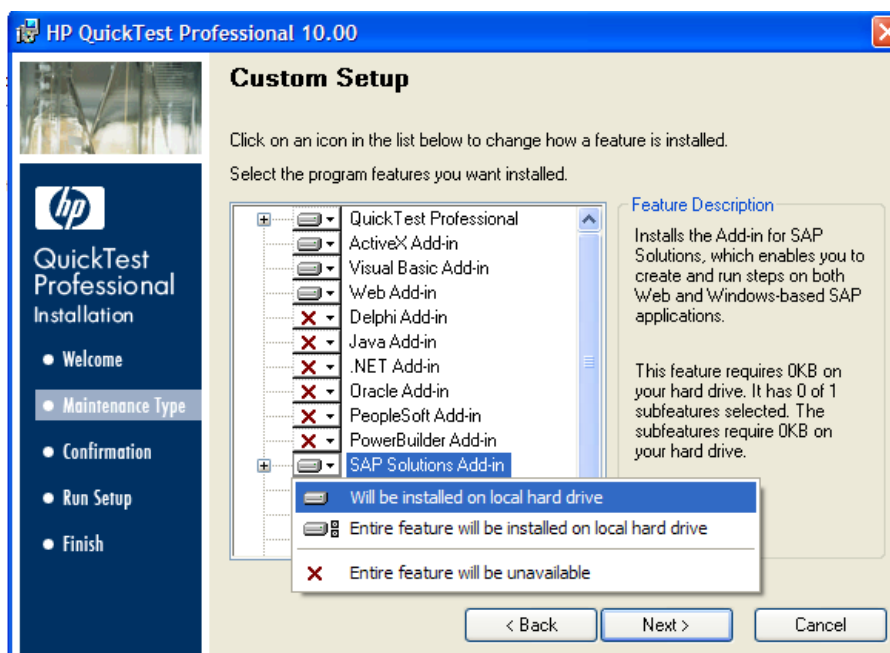 HP QuickTest Professional 10.00
Custom Setup
Click on an icon in the list below to change how a feature is installed.
Select the program features you want installed.
hp
QuickTest
Professional
Installation
Welcome
Maintenance Type
Confirmation
Run Setup
Finish
QuickTest Professional
ActiveX Add-in
Visual Basic Add-in
Web Add-in
Delphi Add-in
Java Add-in
.NET Add-in
Oracle Add-in
PeopleSoft Add-in
PowerBuilder Add-in
SAP Solutions Add-in
Will be installed on local hard drive
Entire feature will be installed on local hard drive
Entire feature will be unavailable
Feature Description
Installs the Add-in for SAP
Solutions, which enables you to
create and run steps on both
Web and Windows-based SAP
applications.
This feature requires 0KB on
your hard drive. It has 0 of 1
subfeatures selected. The
subfeatures require 0KB on
your hard drive.
< Back
Next >
Cancel